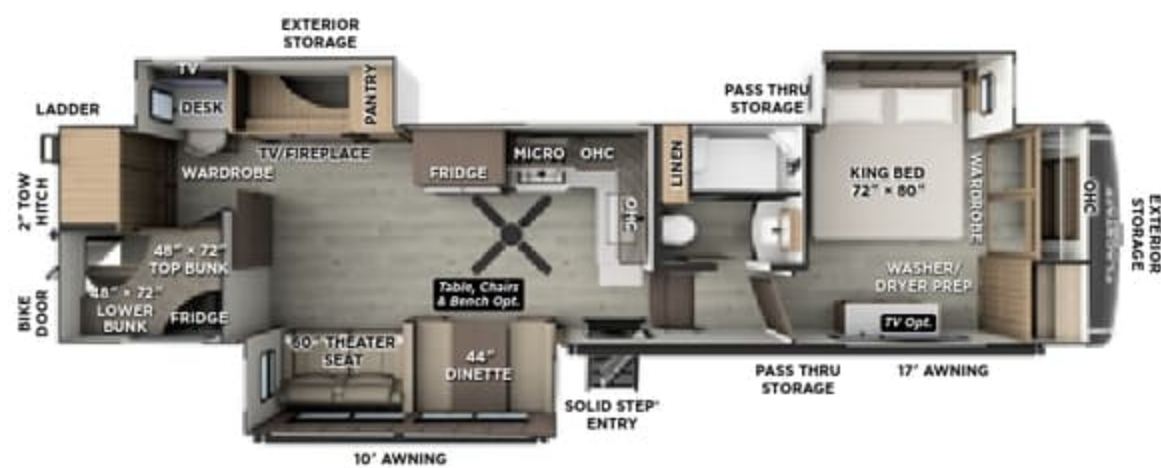 EXTERIOR
STORAGE
TV
DESK
PANTRY
LADDER
TV/FIREPLACE
WARDROBE
2" TOW
HITCH
FRIDGE
MICRO
OHC
OHC
LINEN
PASS THRU
STORAGE
KING BED
72" × 80"
WARDROBE
OHC
EXTERIOR
STORAGE
48" × 72"
TOP BUNK
48" × 72"
LOWER
BUNK
FRIDGE
BIKE
DOOR
Table, Chairs
& Bench Opt.
WASHER/
DRYER PREP
TV Opt.
60" THEATER
SEAT
44"
DINETTE
SOLID STEP®
ENTRY
PASS THRU
STORAGE
17' AWNING
10' AWNING